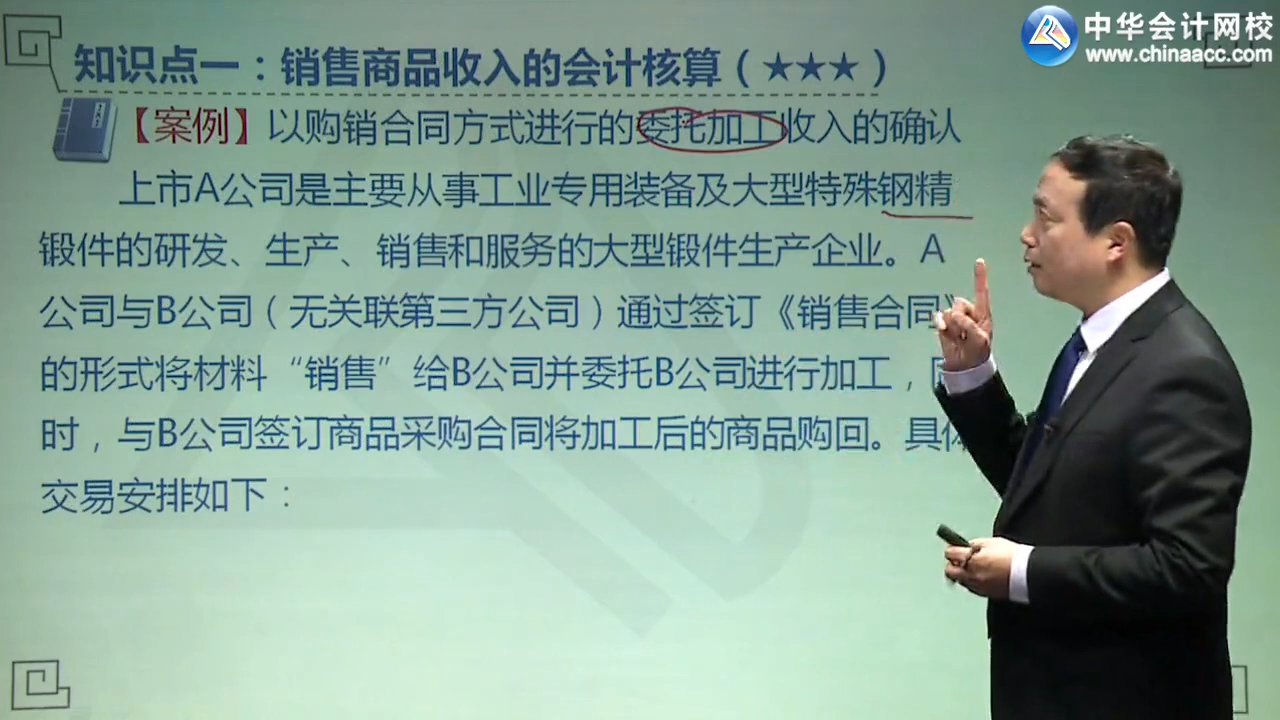 中华会计网校
www.chinaacc.com
知识点一：销售商品收入的会计核算（★★★）
【案例】以购销合同方式进行的委托加工收入的确认
上市A公司是主要从事工业专用装备及大型特殊钢精
锻件的研发、生产、销售和服务的大型锻件生产企业。A
公司与B公司（无关联第三方公司）通过签订《销售合同》
的形式将材料“销售”给B公司并委托B公司进行加工，
时，与B公司签订商品采购合同将加工后的商品购回。具体
交易安排如下：